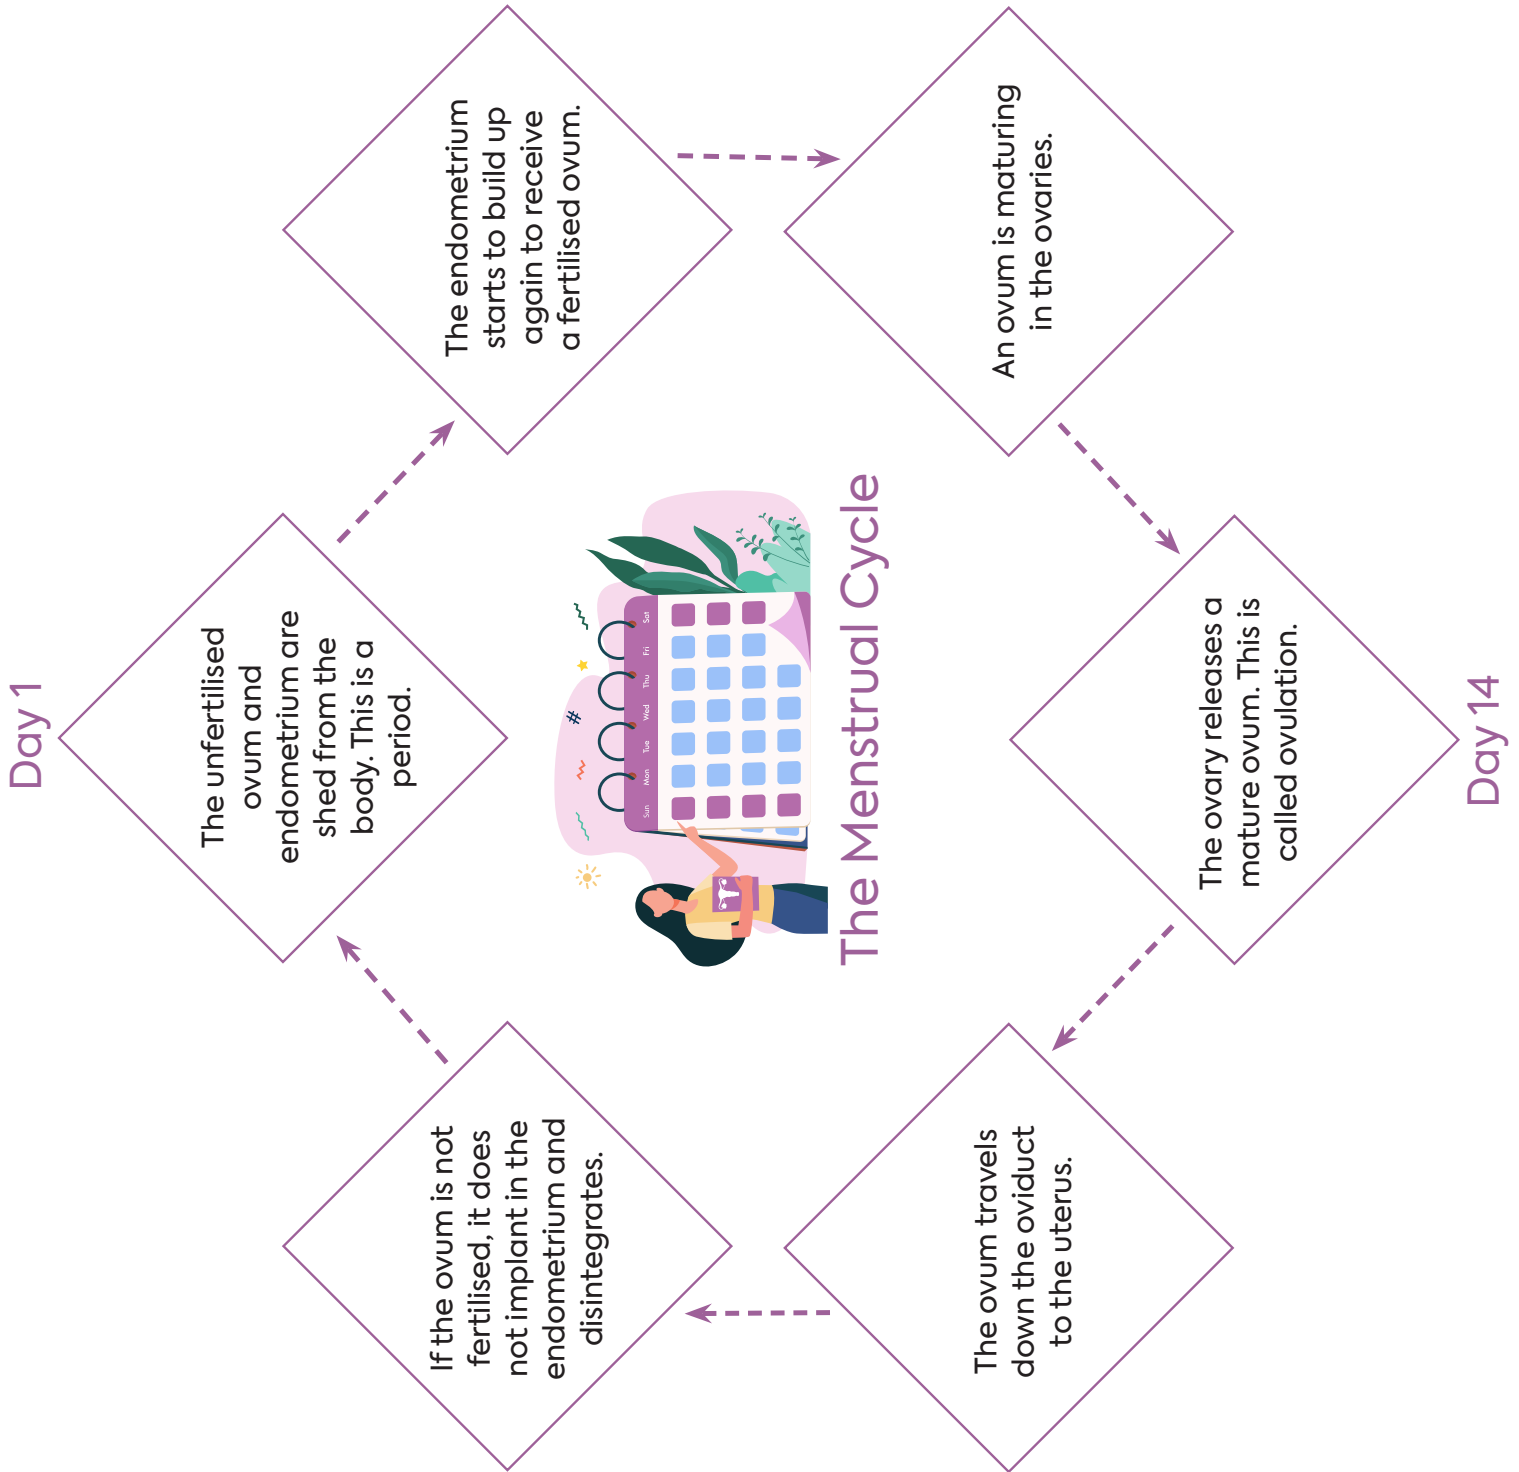 Day 1
The unfertilised
ovum and
endometrium are
shed from the
body. This is a
period.
The endometrium
starts to build up
again to receive
a fertilised ovum.
An ovum is maturing
in the ovaries.
The ovary releases a
mature ovum. This is
called ovulation.
Day 14
The ovum travels
down the oviduct
to the uterus.
If the ovum is not
fertilised, it does
not implant in the
endometrium and
disintegrates.
Sun Mon Tue Wed Thu Fri Sat
#
The Menstrual Cycle